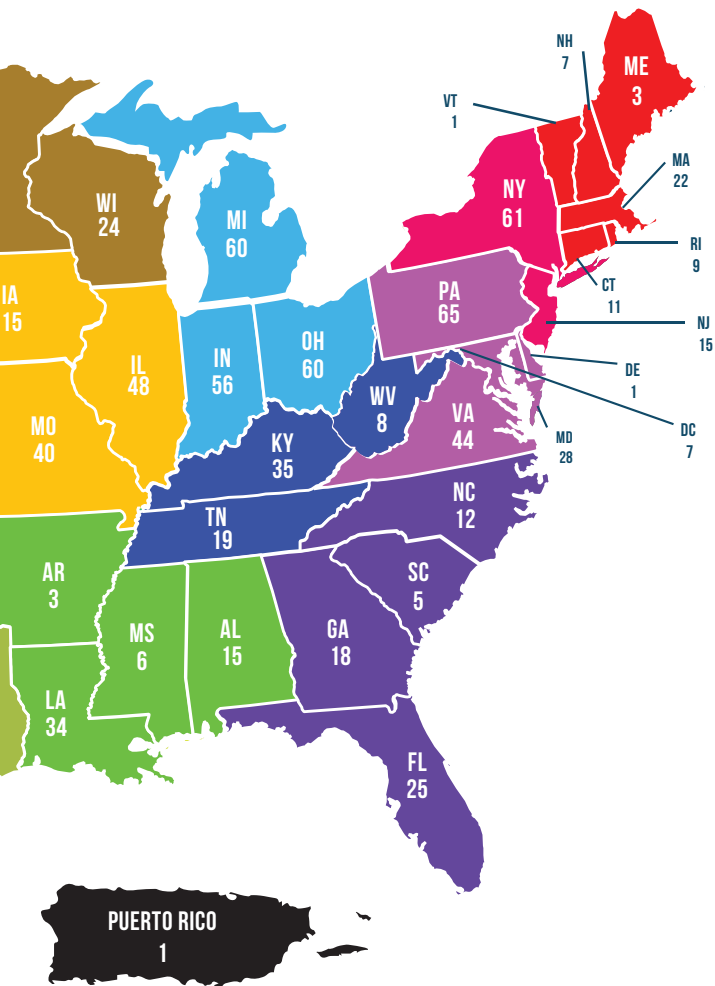 NH
7
ME
3
VT
1
MA
22
NY
61
WI
24
MI
60
RI
9
CT
11
IA
15
PA
65
NJ
15
OH
60
IN
56
IL
48
DE
1
WV
8
VA
44
MO
40
DC
7
MD
28
KY
35
NC
12
TN
19
AR
3
SC
5
MS
6
AL
15
GA
18
LA
34
FL
25
PUERTO RICO
1